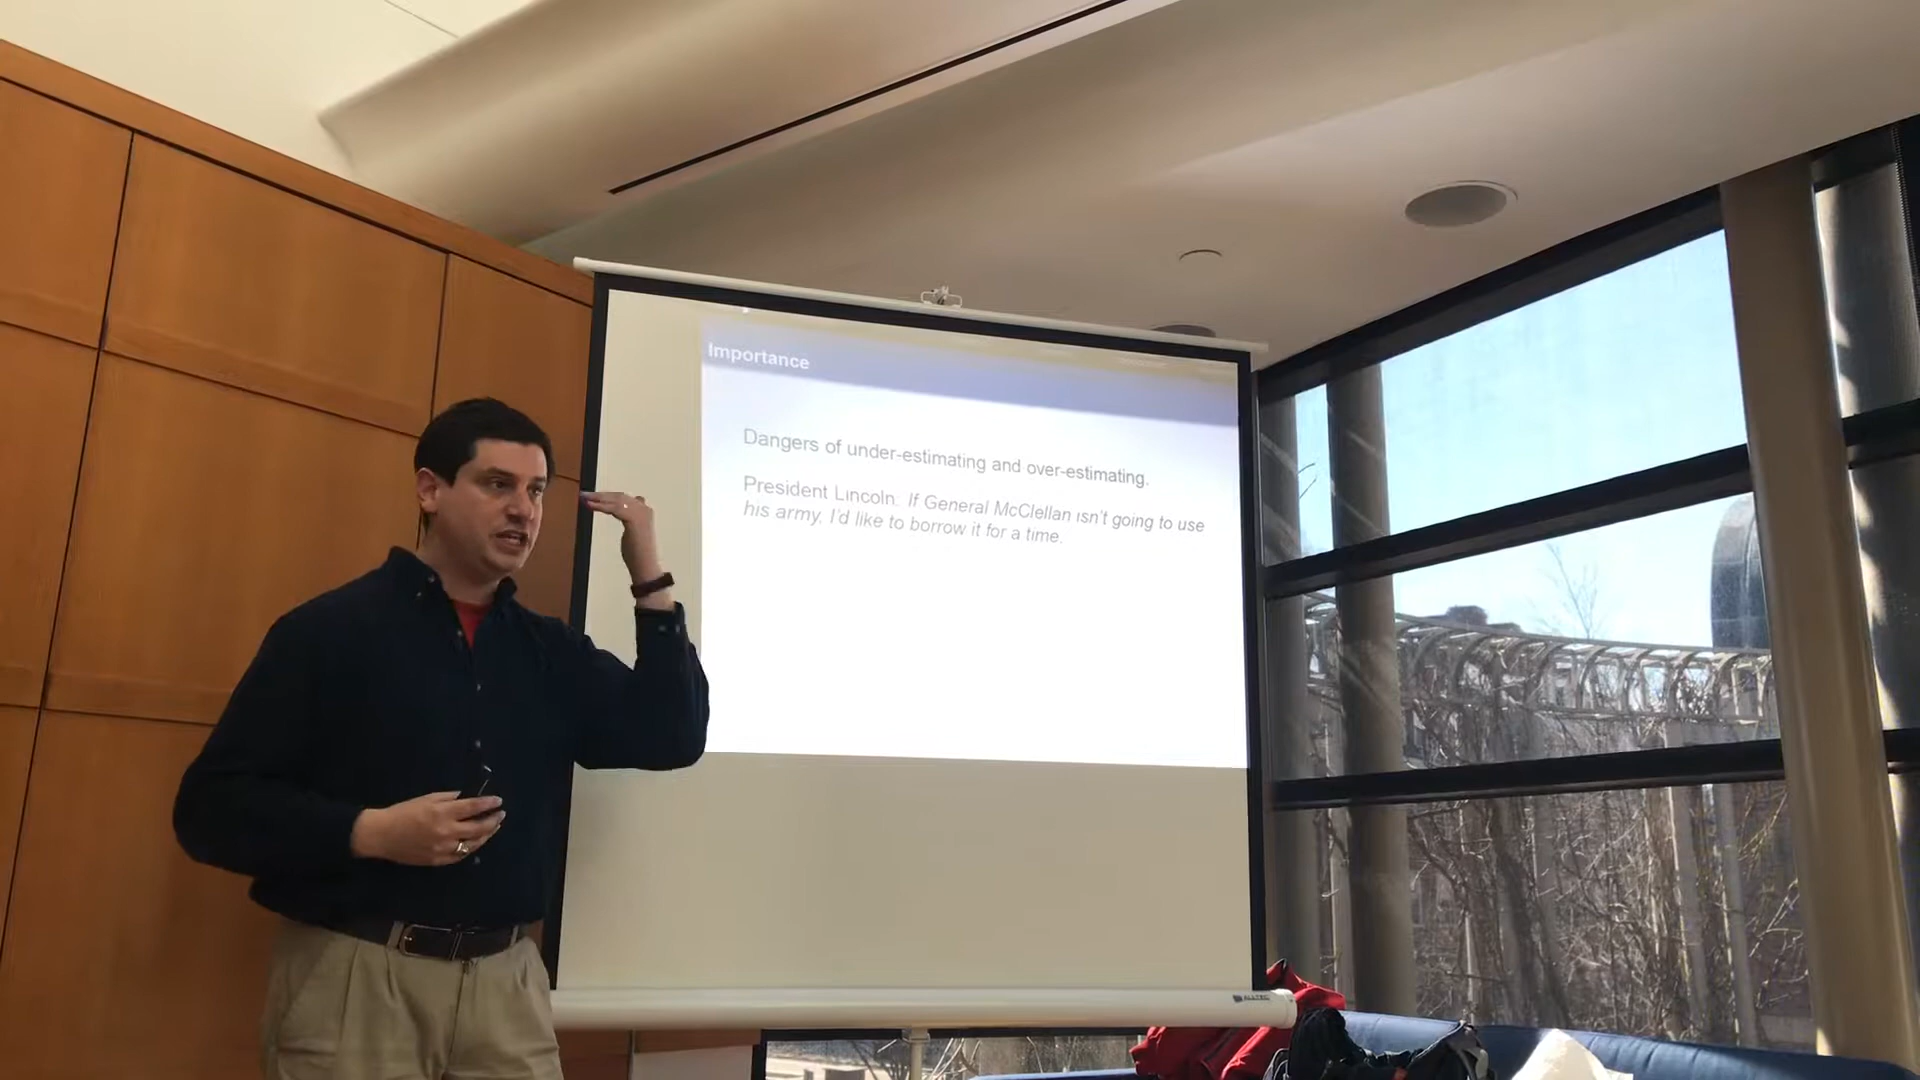 Importance
Dangers of under-estimating and over-estimating.
President Lincoln: If General McClellan isn't going to use
his army, I'd like to borrow it for a time.